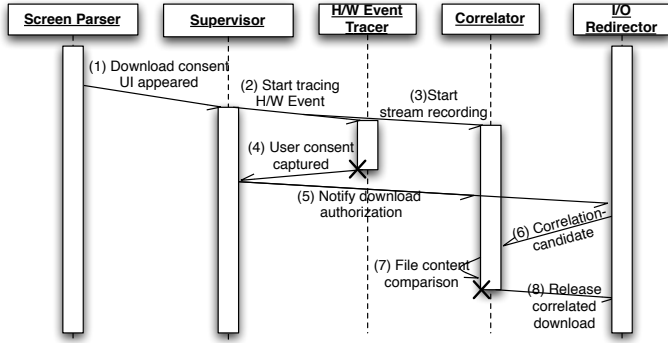 Screen Parser
Supervisor
H/W Event
Tracer
Correlator
I/O
Redirector
(1) Download consent
UI appeared
(2) Start tracing
H/W Event
(3)Start
stream recording
(4) User consent
captured
(5) Notify download
authorization
(6) Correlation-
candidate
(7) File content
comparison
(8) Release
correlated
download